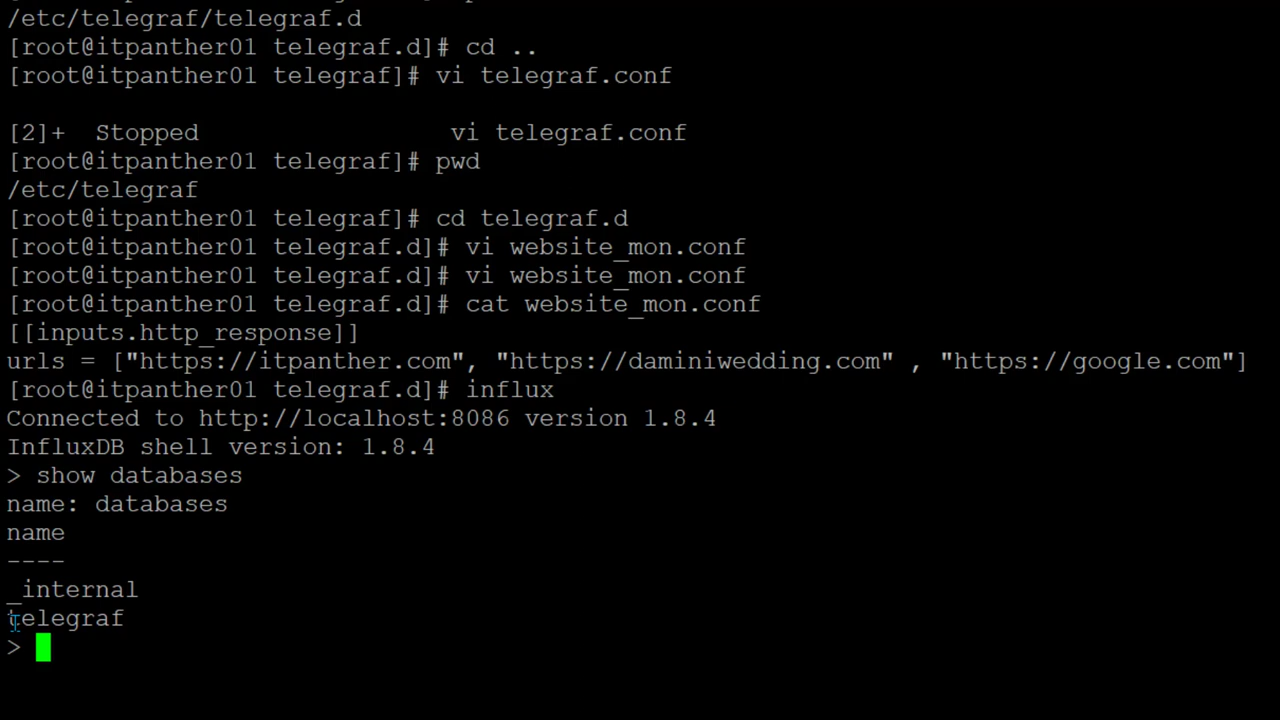 /etc/telegraf/telegraf.d
[root@itpanther01 telegraf.d]# cd ..
[root@itpanther01 telegraf]# vi telegraf.conf
[2]+  Stopped                 vi telegraf.conf
[root@itpanther01 telegraf]# pwd
/etc/telegraf
[root@itpanther01 telegraf]# cd telegraf.d
[root@itpanther01 telegraf.d]# vi website_mon.conf
[root@itpanther01 telegraf.d]# vi website_mon.conf
[root@itpanther01 telegraf.d]# cat website_mon.conf
[[inputs.http_response]]
urls = ["https://itpanther.com", "https://daminiwedding.com" , "https://google.com"]
[root@itpanther01 telegraf.d]# influx
Connected to http://localhost:8086 version 1.8.4
InfluxDB shell version: 1.8.4
> show databases
name: databases
name
----
_internal
telegraf
>